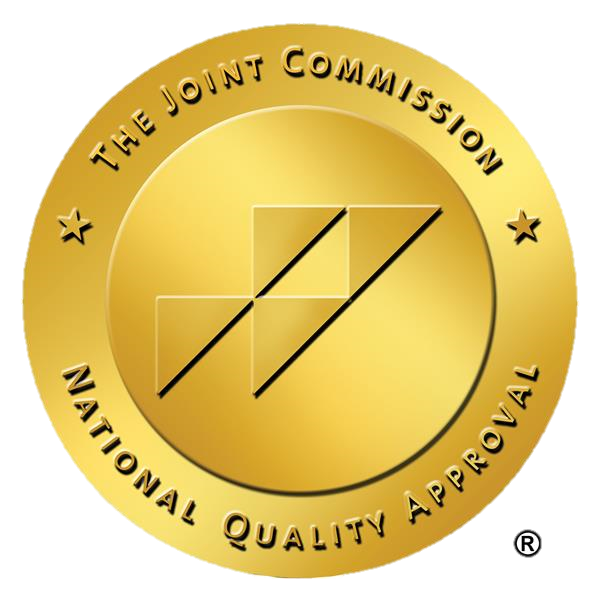 THE JOINT COMMISSION
NATIONAL QUALITY APPROVAL
®